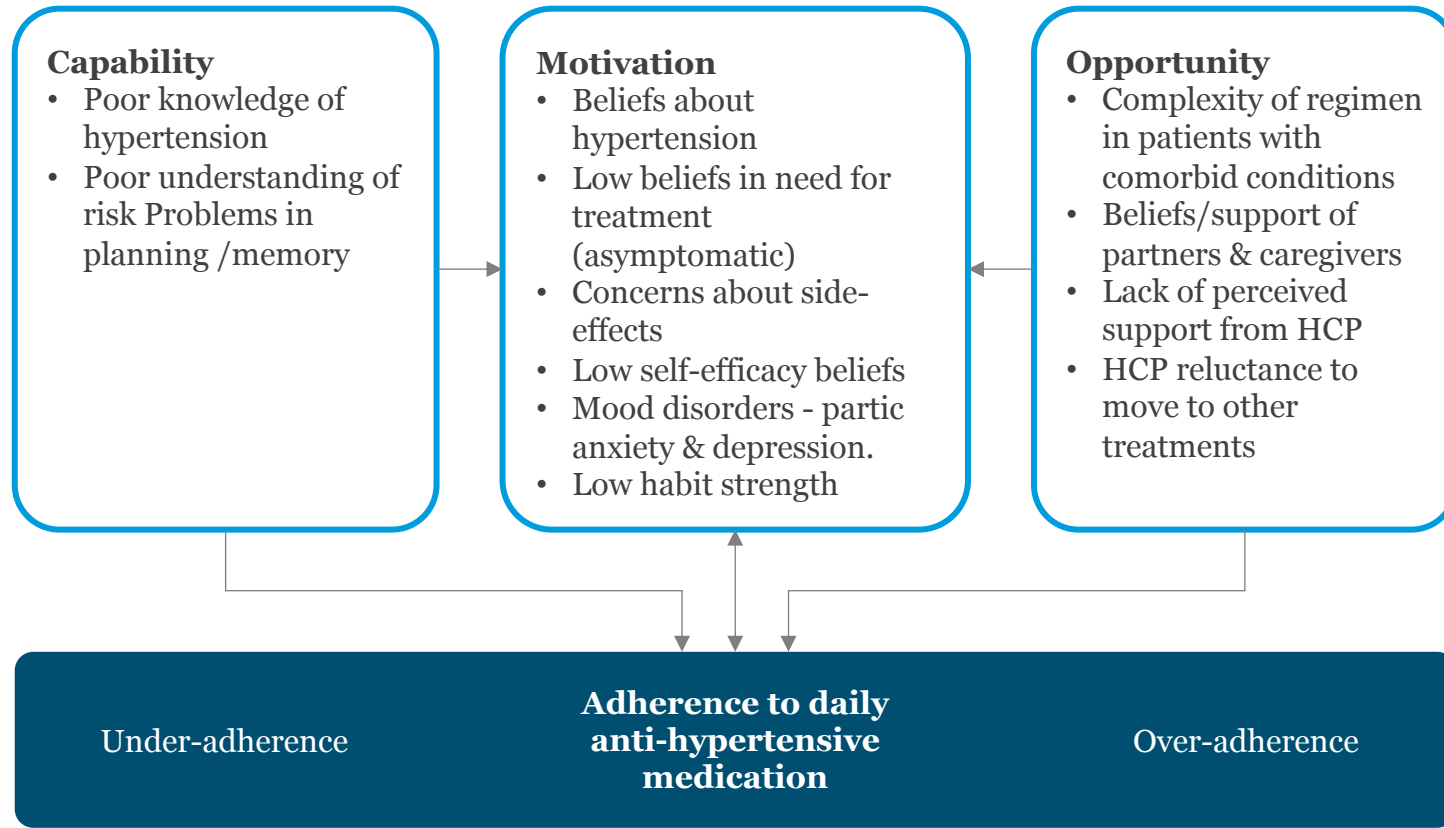 Capability
• Poor knowledge of
hypertension
• Poor understanding of
risk Problems in
planning /memory
Motivation
• Beliefs about
hypertension
• Low beliefs in need for
treatment
(asymptomatic)
• Concerns about side-
effects
• Low self-efficacy beliefs
• Mood disorders - partic
anxiety & depression.
• Low habit strength
Opportunity
• Complexity of regimen
in patients with
comorbid conditions
• Beliefs/support of
partners & caregivers
• Lack of perceived
support from HCP
• HCP reluctance to
move to other
treatments
Under-adherence
Adherence to daily
anti-hypertensive
medication
Over-adherence